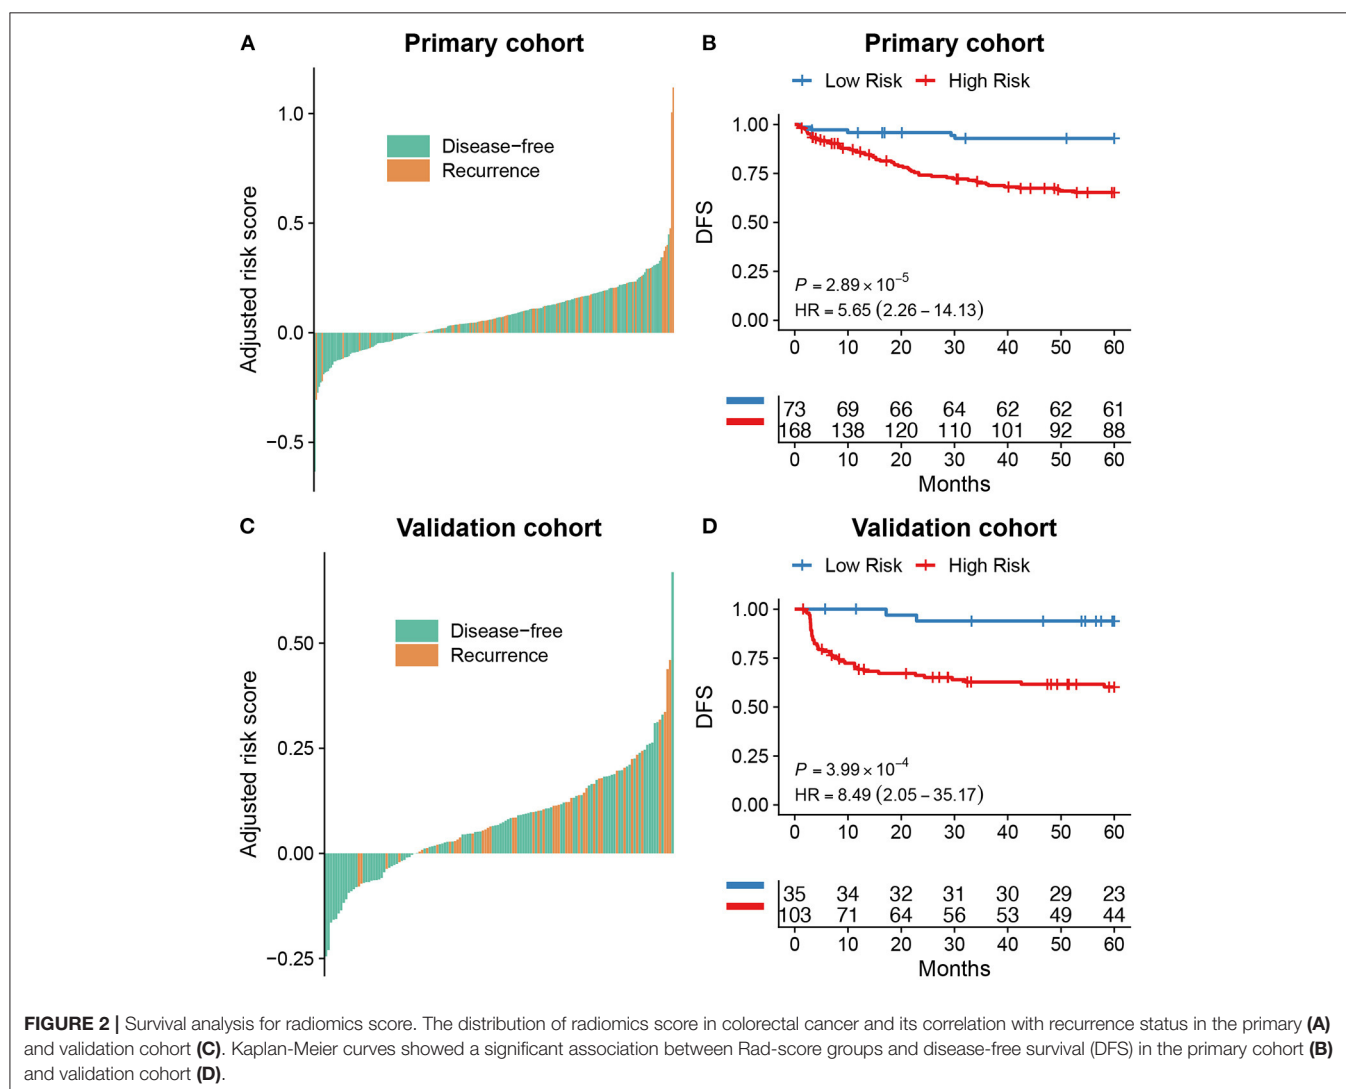 A
Primary cohort
Adjusted risk score
1.0
0.5
0.0
−0.5
Disease−free
Recurrence
B
Primary cohort
Low Risk High Risk
DFS
1.00
0.75
0.50
0.25
0.00
P = 2.89 × 10−5
HR = 5.65 (2.26 − 14.13)
0 10 20 30 40 50 60
73 69 66 64 62 62 61
168 138 120 110 101 92 88
0 10 20 30 40 50 60
Months
C
Validation cohort
Adjusted risk score
0.50
0.25
0.00
−0.25
Disease−free
Recurrence
D
Validation cohort
Low Risk High Risk
DFS
1.00
0.75
0.50
0.25
0.00
P = 3.99 × 10−4
HR = 8.49 (2.05 − 35.17)
0 10 20 30 40 50 60
35 34 32 31 30 29 23
103 71 64 56 53 49 44
0 10 20 30 40 50 60
Months
FIGURE 2 | Survival analysis for radiomics score. The distribution of radiomics score in colorectal cancer and its correlation with recurrence status in the primary (A)
and validation cohort (C). Kaplan-Meier curves showed a significant association between Rad-score groups and disease-free survival (DFS) in the primary cohort (B)
and validation cohort (D).